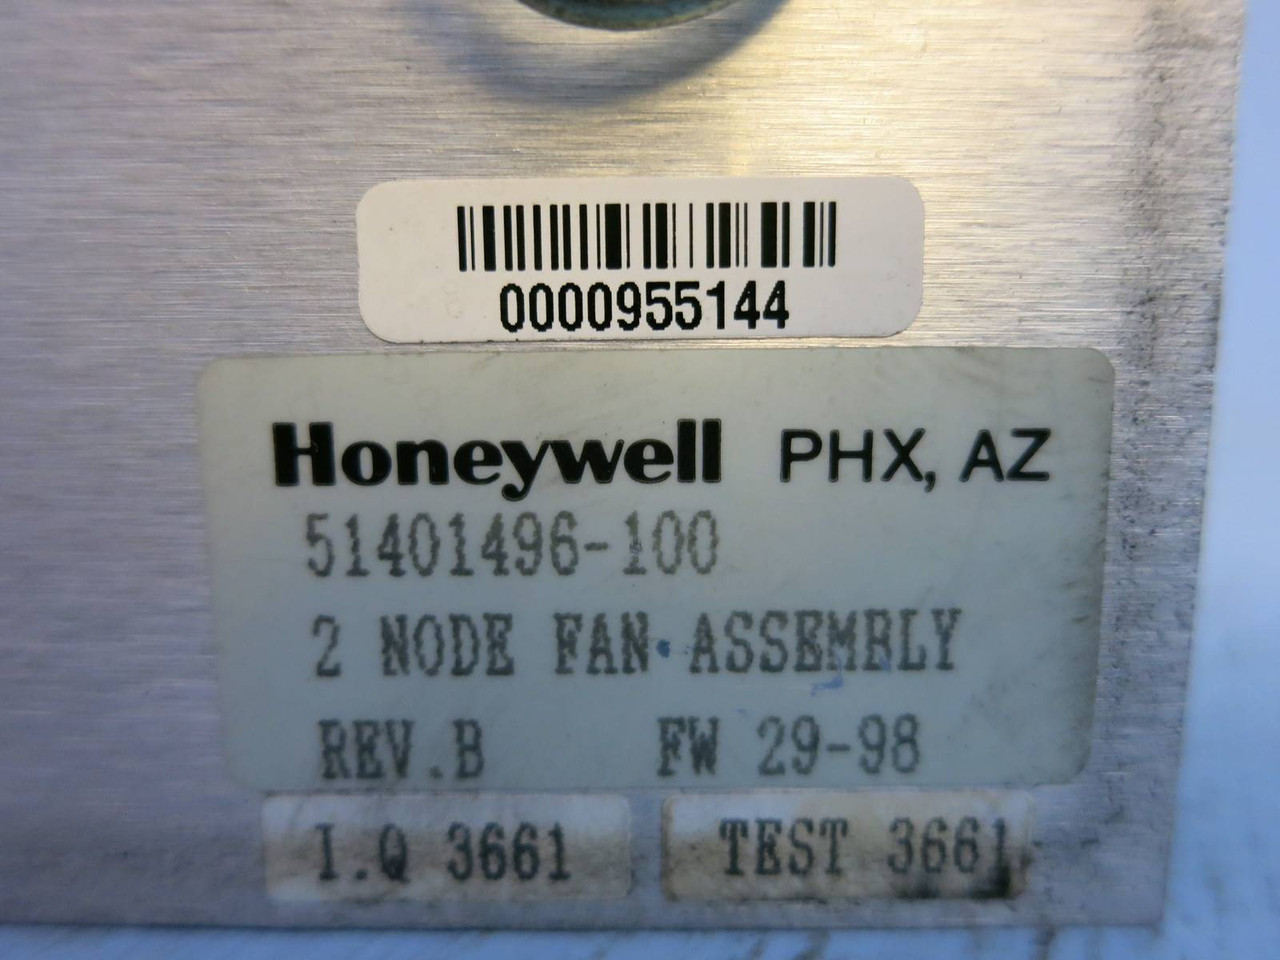 0000955144
Honeywell PHX, AZ
51401496-100
2 NODE FAN ASSEMBLY
REV.B FW 29-98
I.Q 3661 TEST 3661